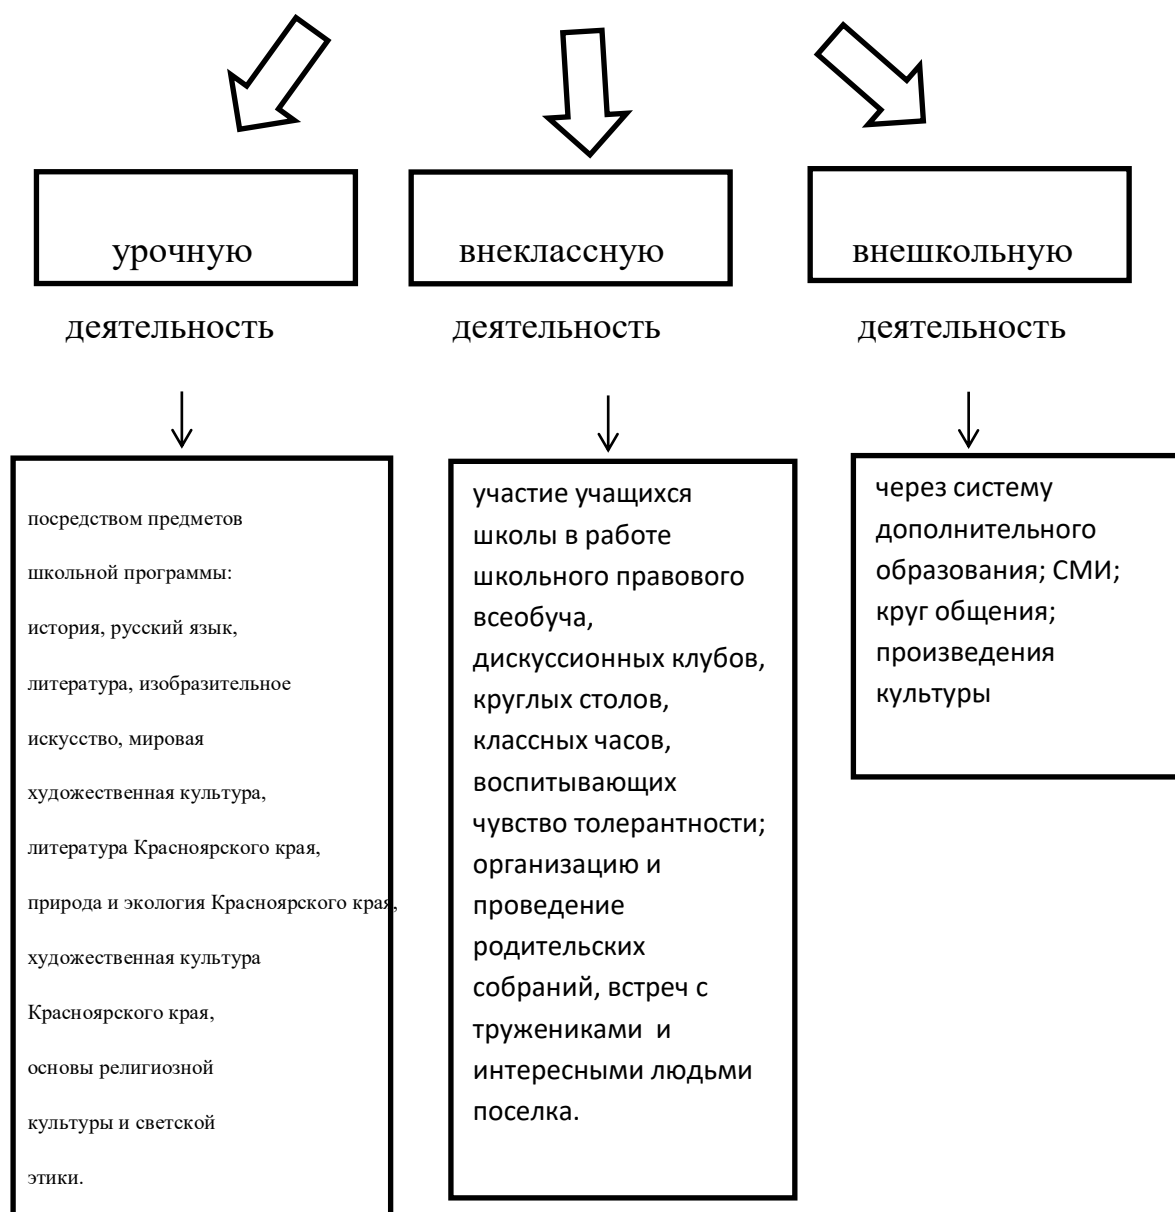 урочную
деятельность
внеклассную
деятельность
внешкольную
деятельность
посредством предметов
школьной программы:
история, русский язык,
литература, изобразительное
искусство, мировая
художественная культура,
литература Красноярского края,
природа и экология Красноярского края,
художественная культура
Красноярского края,
основы религиозной
культуры и светской
этики.
участие учащихся
школы в работе
школьного правового
всеобуча,
дискуссионных клубов,
круглых столов,
классных часов,
воспитывающих
чувство толерантности;
организацию и
проведение
родительских
собраний, встреч с
тружениками  и
интересными людьми
поселка.
через систему
дополнительного
образования; СМИ;
круг общения;
произведения
культуры